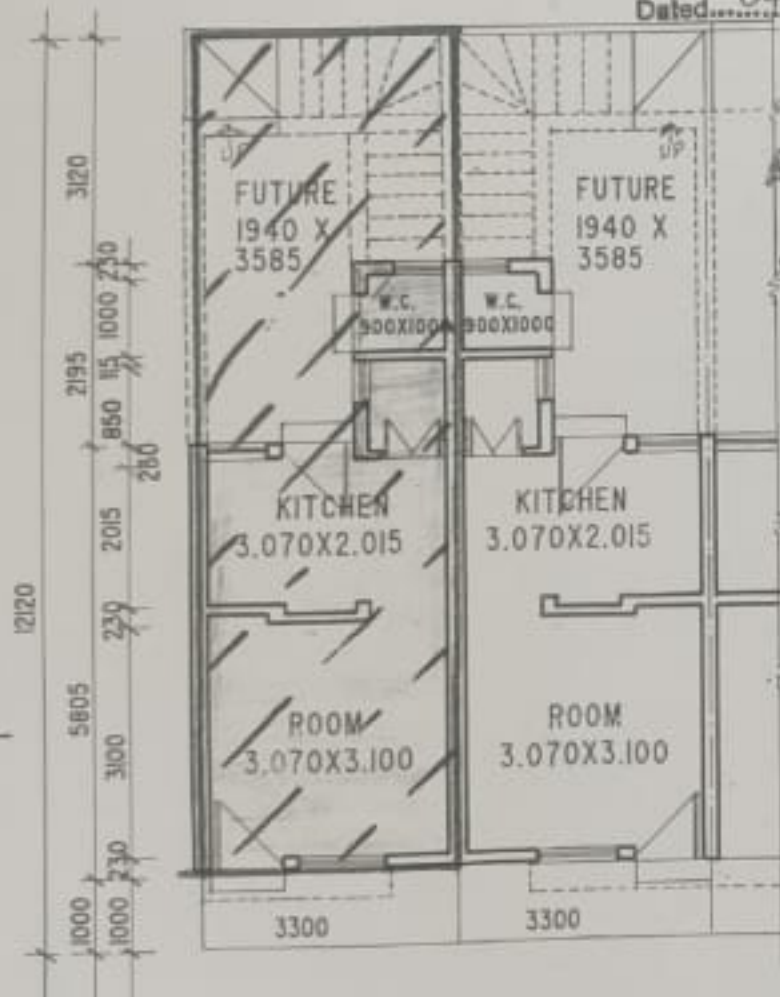 Dated.........
UP
UP
FUTURE
1940 X
3585
FUTURE
1940 X
3585
W.C.
900X1000
W.C.
900X1000
KITCHEN
3.070X2.015
KITCHEN
3.070X2.015
ROOM
3.070X3.100
ROOM
3.070X3.100
3300
3300
12120
3120
2195
5805
1000
230
1000
115
850
280
2015
230
3100
230
1000